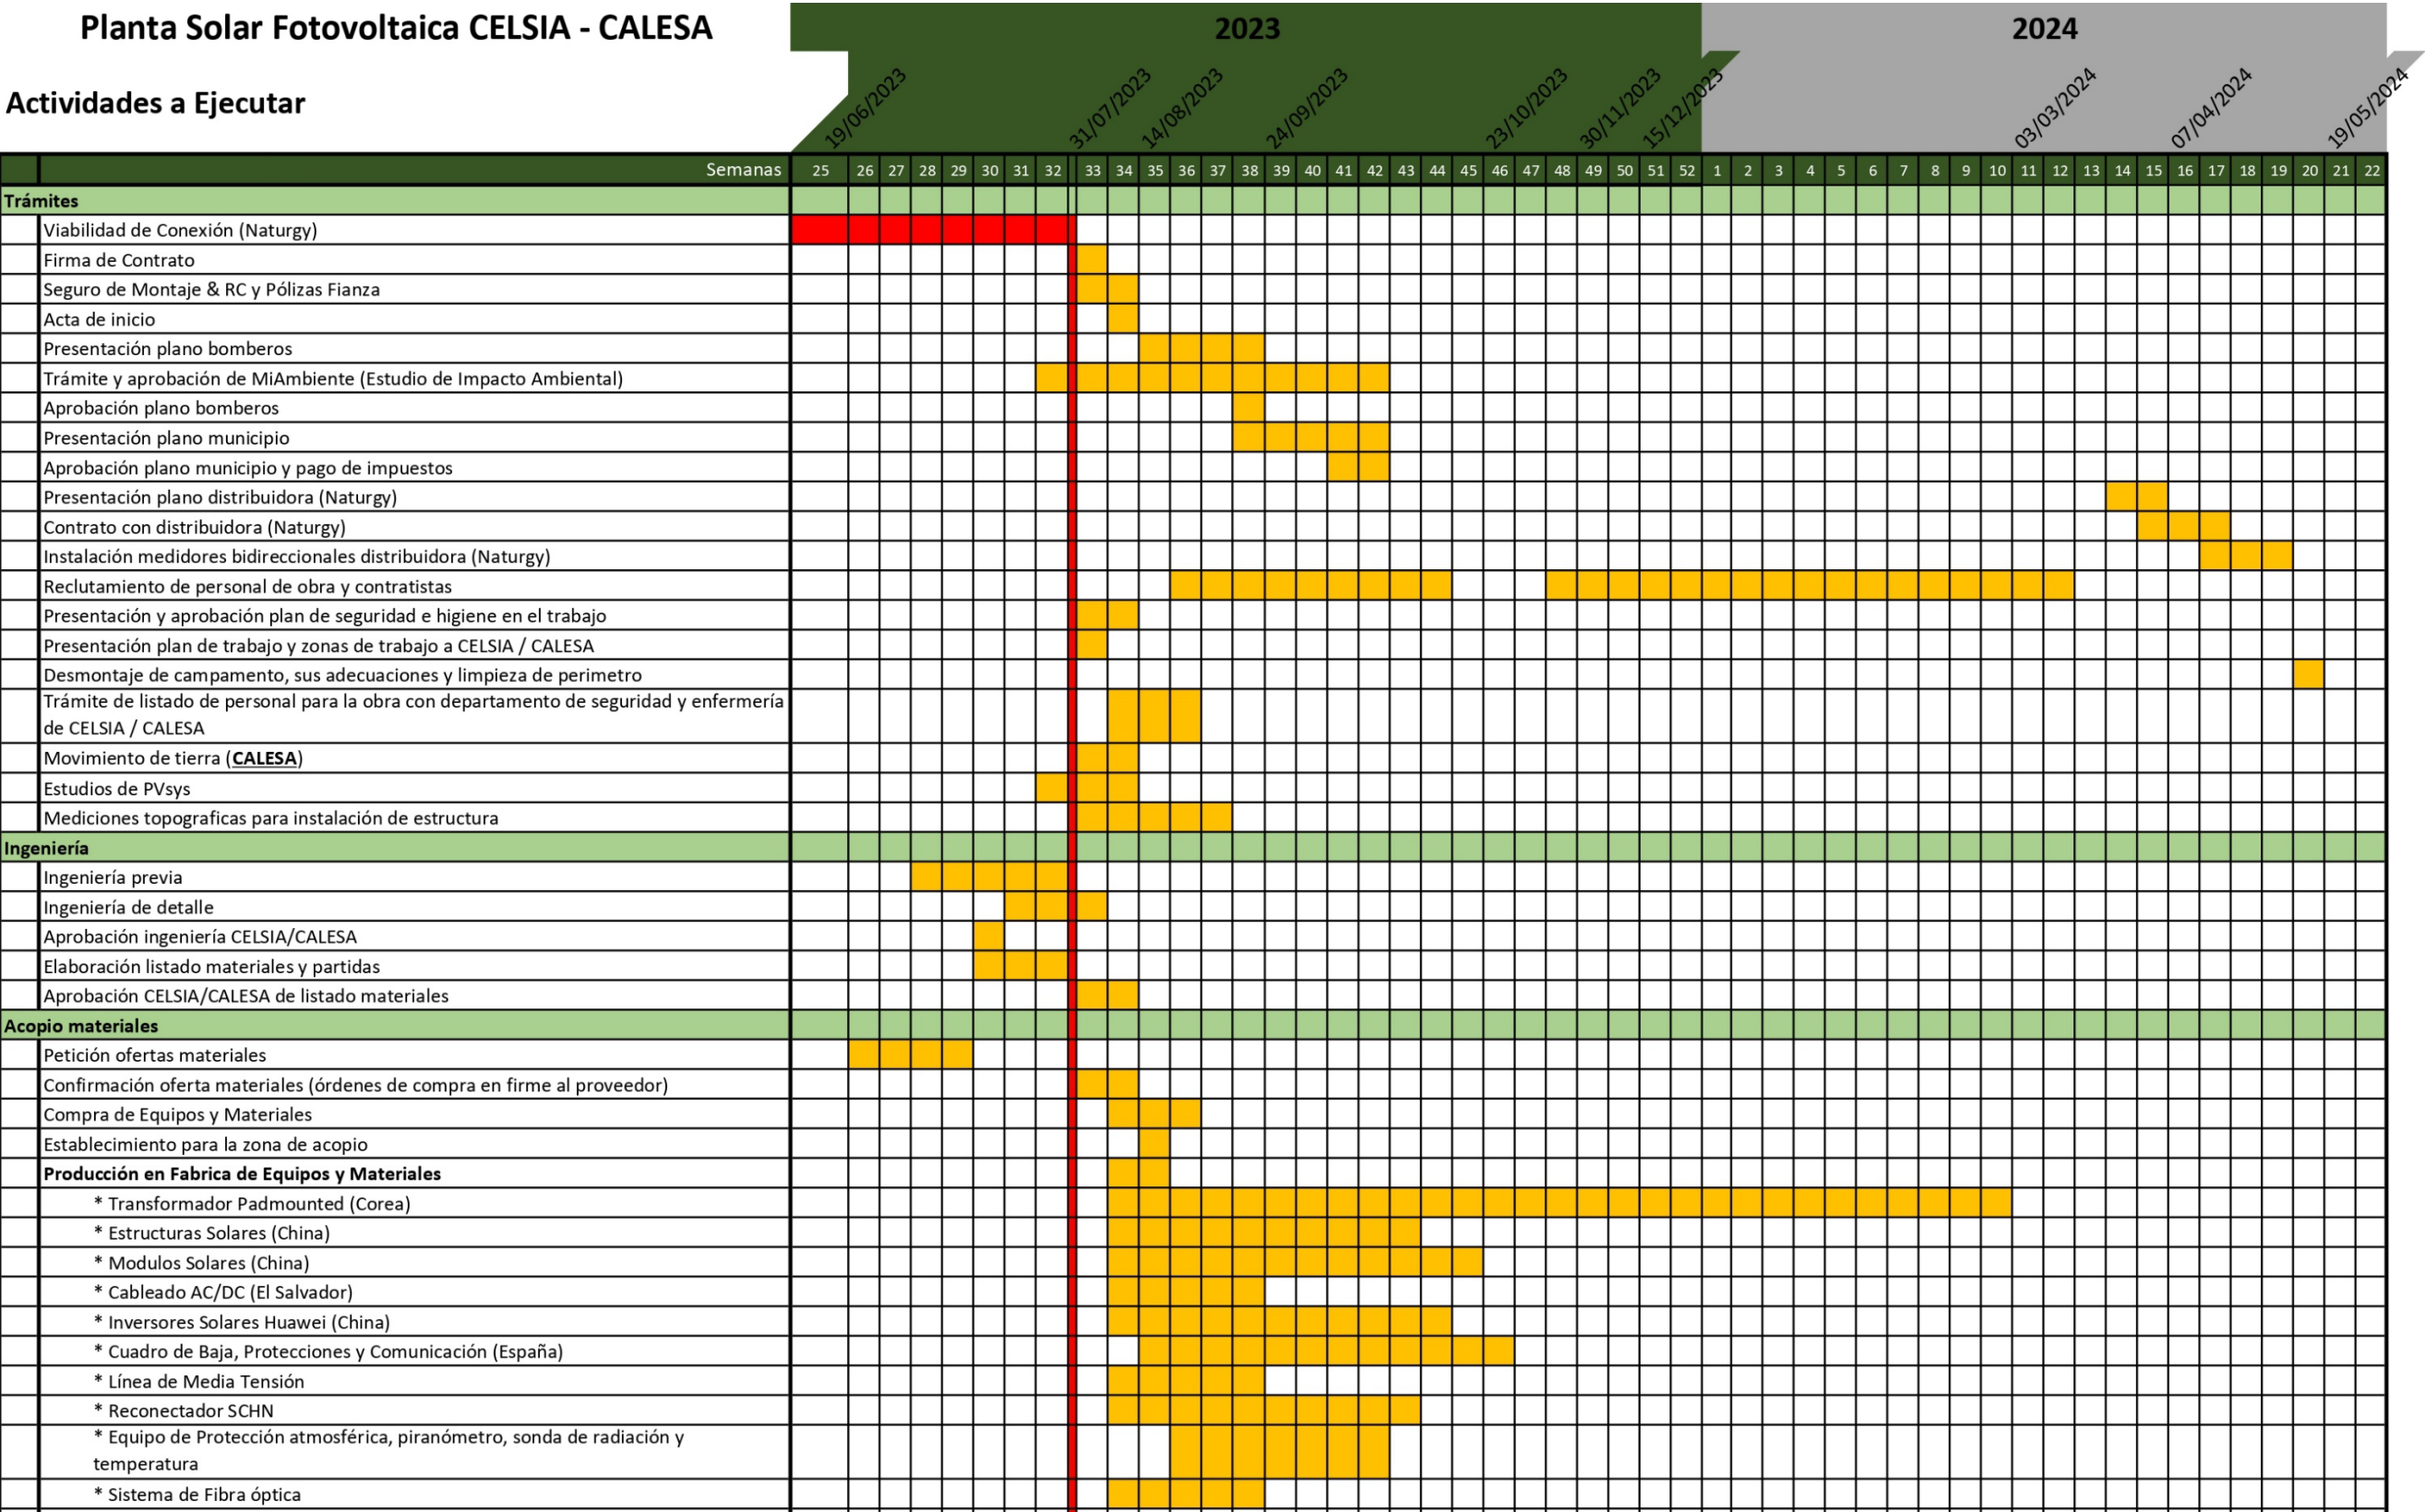 Planta Solar Fotovoltaica CELSIA - CALESA
2023
2024
Actividades a Ejecutar
19/06/2023
31/07/2023
14/08/2023
24/09/2023
23/10/2023
30/11/2023
15/12/2023
03/03/2024
07/04/2024
19/05/2024
Semanas 25 26 27 28 29 30 31 32 33 34 35 36 37 38 39 40 41 42 43 44 45 46 47 48 49 50 51 52 1 2 3 4 5 6 7 8 9 10 11 12 13 14 15 16 17 18 19 20 21 22
Trámites
Viabilidad de Conexión (Naturgy)
Firma de Contrato
Seguro de Montaje & RC y Pólizas Fianza
Acta de inicio
Presentación plano bomberos
Trámite y aprobación de MiAmbiente (Estudio de Impacto Ambiental)
Aprobación plano bomberos
Presentación plano municipio
Aprobación plano municipio y pago de impuestos
Presentación plano distribuidora (Naturgy)
Contrato con distribuidora (Naturgy)
Instalación medidores bidireccionales distribuidora (Naturgy)
Reclutamiento de personal de obra y contratistas
Presentación y aprobación plan de seguridad e higiene en el trabajo
Presentación plan de trabajo y zonas de trabajo a CELSIA / CALESA
Desmontaje de campamento, sus adecuaciones y limpieza de perimetro
Trámite de listado de personal para la obra con departamento de seguridad y enfermería
de CELSIA / CALESA
Movimiento de tierra (CALESA)
Estudios de PVsys
Mediciones topograficas para instalación de estructura
Ingeniería
Ingeniería previa
Ingeniería de detalle
Aprobación ingeniería CELSIA/CALESA
Elaboración listado materiales y partidas
Aprobación CELSIA/CALESA de listado materiales
Acopio materiales
Petición ofertas materiales
Confirmación oferta materiales (órdenes de compra en firme al proveedor)
Compra de Equipos y Materiales
Establecimiento para la zona de acopio
Producción en Fabrica de Equipos y Materiales
* Transformador Padmounted (Corea)
* Estructuras Solares (China)
* Modulos Solares (China)
* Cableado AC/DC (El Salvador)
* Inversores Solares Huawei (China)
* Cuadro de Baja, Protecciones y Comunicación (España)
* Línea de Media Tensión
* Reconectador SCHN
* Equipo de Protección atmosférica, piranómetro, sonda de radiación y
temperatura
* Sistema de Fibra óptica